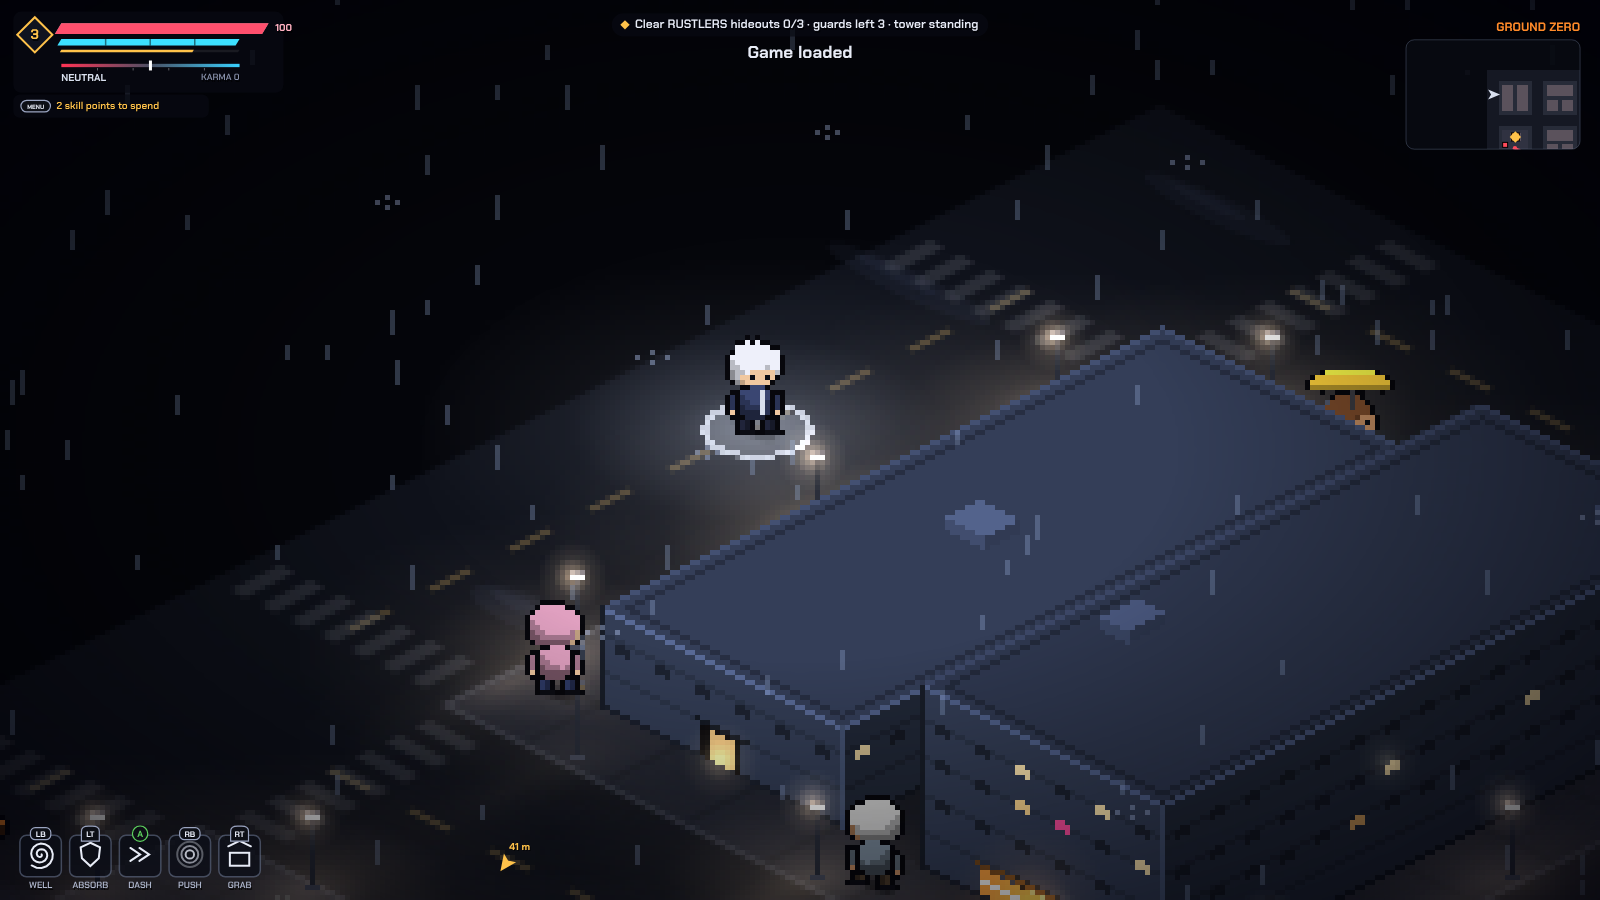 3
100
NEUTRAL
KARMA 0
MENU
2 skill points to spend
Clear RUSTLERS hideouts 0/3 · guards left 3 · tower standing
Game loaded
GROUND ZERO
41 m
LB
LT
A
RB
RT
WELL
ABSORB
DASH
PUSH
GRAB